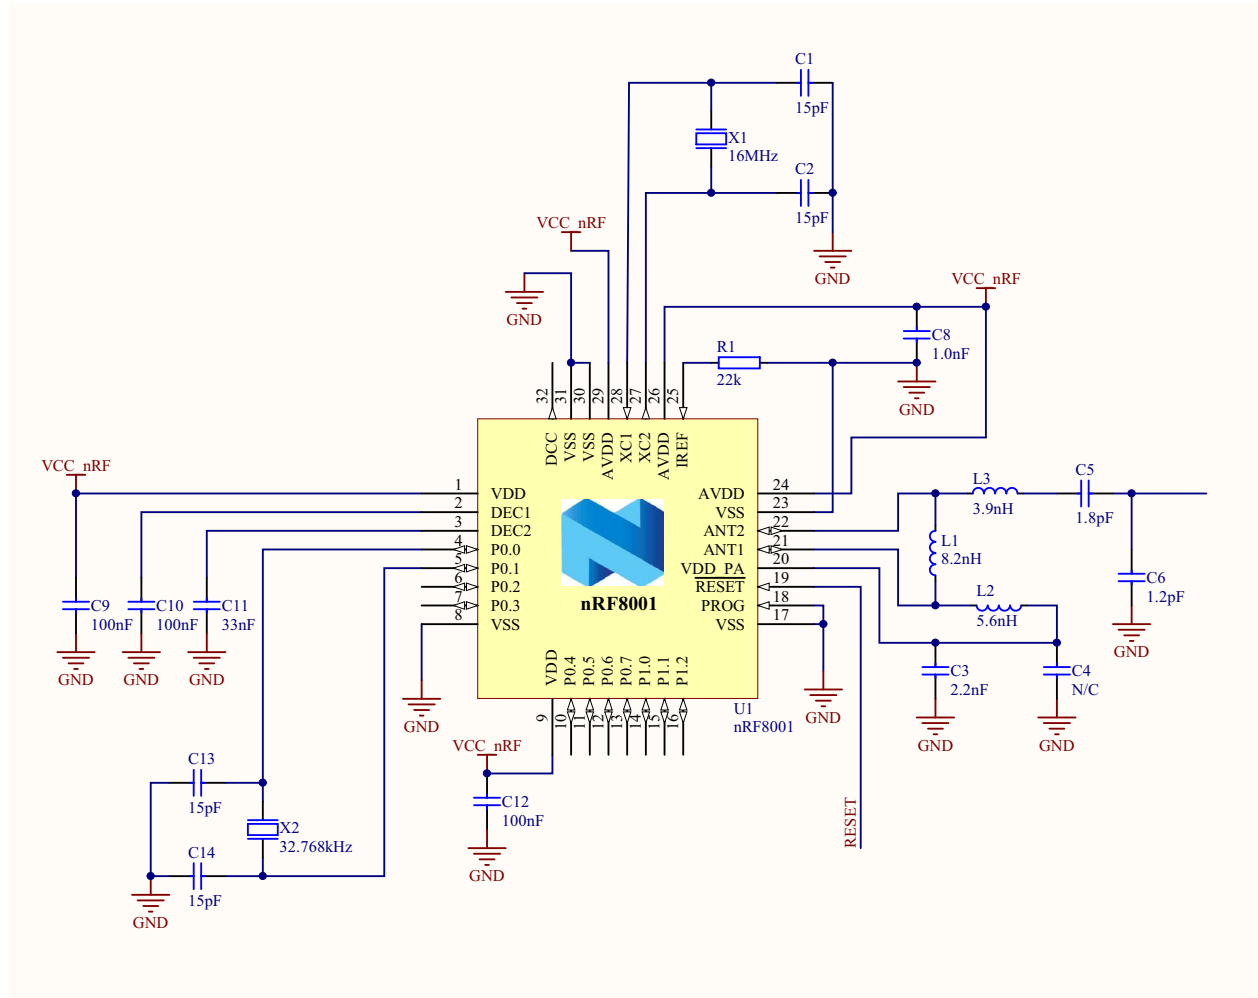 C1
15pF
X1
16MHz
C2
15pF
GND
VCC_nRF
GND
VCC_nRF
C8
1.0nF
GND
R1
22k
32
31
30
29
28
27
26
25
DCC
VSS
VSS
AVDD
XC1
XC2
AVDD
IREF
VCC_nRF
1 VDD
2 DEC1
3 DEC2
4 P0.0
5 P0.1
6 P0.2
7 P0.3
8 VSS
AVDD 24
VSS 23
ANT2 22
ANT1 21
VDD_PA 20
RESET 19
PROG 18
VSS 17
nRF8001
L3
3.9nH
C5
1.8pF
L1
8.2nH
L2
5.6nH
C6
1.2pF
GND
C3
2.2nF
GND
C4
N/C
GND
C9
100nF
GND
C10
100nF
GND
C11
33nF
GND
GND
GND
VDD
P0.4
P0.5
P0.6
P0.7
P1.0
P1.1
P1.2
9
10
11
12
13
14
15
16
U1
nRF8001
VCC_nRF
C12
100nF
GND
RESET
C13
15pF
X2
32.768kHz
C14
15pF
GND